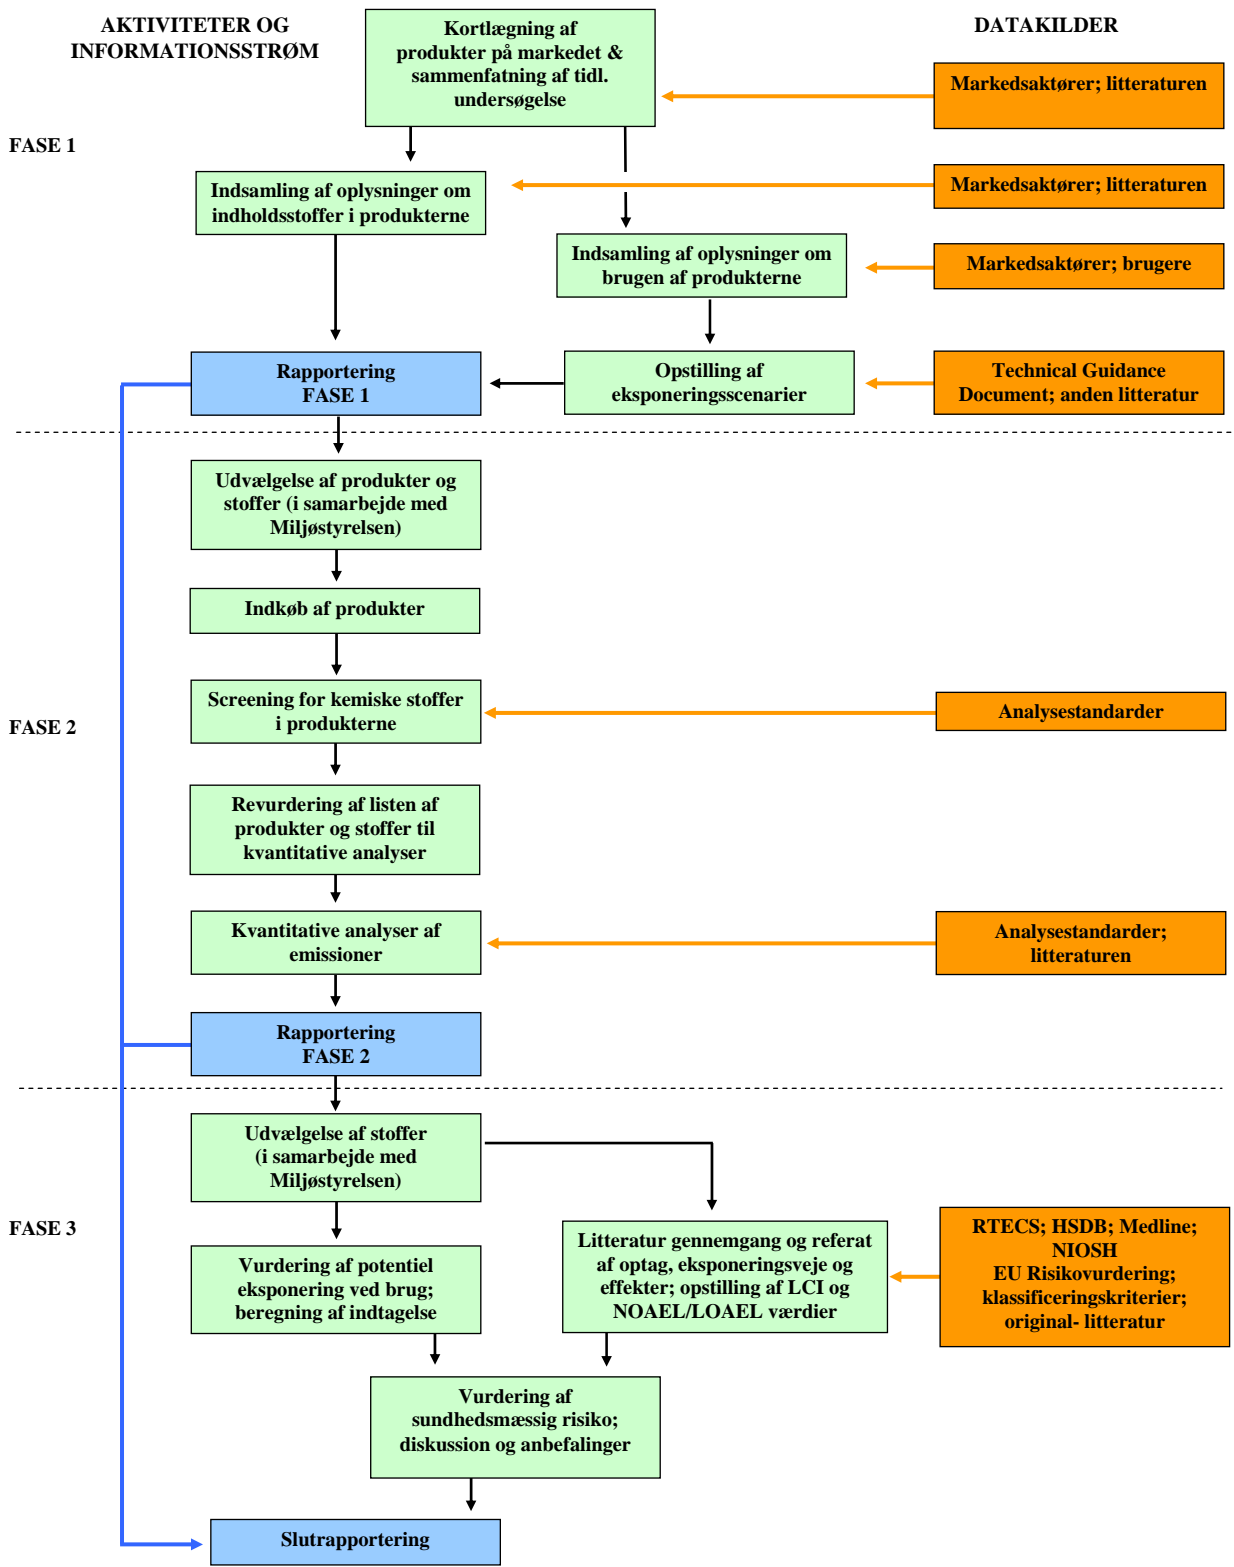 AKTIVITETER OG
INFORMATIONSSTRØM
Kortlægning af
produkter på markedet &
sammenfatning af tidl.
undersøgelse
DATAKILDER
Markedsaktører; litteraturen
FASE 1
Indsamling af oplysninger om
indholdsstoffer i produkterne
Markedsaktører; litteraturen
Indsamling af oplysninger om
brugen af produkterne
Markedsaktører; brugere
Rapportering
FASE 1
Opstilling af
eksponeringsscenarier
Technical Guidance
Document; anden litteratur
Udvælgelse af produkter og
stoffer (i samarbejde med
Miljøstyrelsen)
Indkøb af produkter
FASE 2
Screening for kemiske stoffer
i produkterne
Analysestandarder
Revurdering af listen af
produkter og stoffer til
kvantitative analyser
Kvantitative analyser af
emissioner
Analysestandarder;
litteraturen
Rapportering
FASE 2
Udvælgelse af stoffer
(i samarbejde med
Miljøstyrelsen)
FASE 3
Vurdering af potentiel
eksponering ved brug;
beregning af indtagelse
Litteratur gennemgang og referat
af optag, eksponeringsveje og
effekter; opstilling af LCI og
NOAEL/LOAEL værdier
RTECS; HSDB; Medline;
NIOSH
EU Risikovurdering;
klassificeringskriterier;
original- litteratur
Vurdering af
sundhedsmæssig risiko;
diskussion og anbefalinger
Slutrapportering